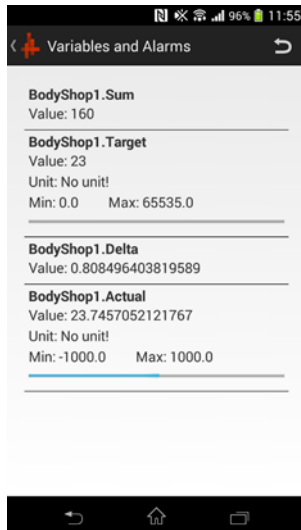 96% 11:55
Variables and Alarms
BodyShop1.Sum
Value: 160
BodyShop1.Target
Value: 23
Unit: No unit!
Min: 0.0 Max: 65535.0
BodyShop1.Delta
Value: 0.808496403819589
BodyShop1.Actual
Value: 23.7457052121767
Unit: No unit!
Min: -1000.0 Max: 1000.0